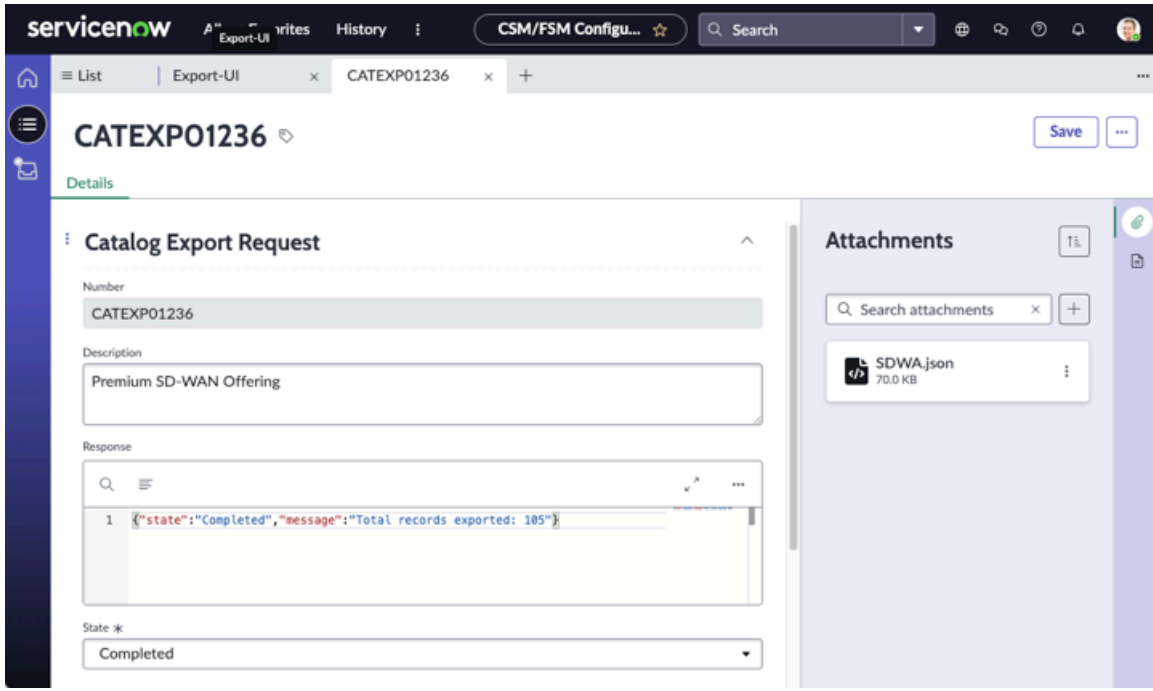 servicenow
Favorites
History
CSM/FSM Configu...
Search
Export-UI
List
Export-UI
CATEXP01236
CATEXP01236
Save
Details
Catalog Export Request
Number
CATEXP01236
Description
Premium SD-WAN Offering
Response
1 {"state":"Completed","message":"Total records exported: 105"}
State *
Completed
Attachments
Search attachments
SDWA.json
70.0 KB